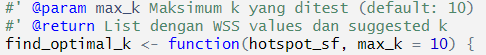 #' @param max_k Maksimum k yang ditest (default: 10)
#' @return List dengan WSS values dan suggested k
find_optimal_k <- function(hotspot_sf, max_k = 10) {